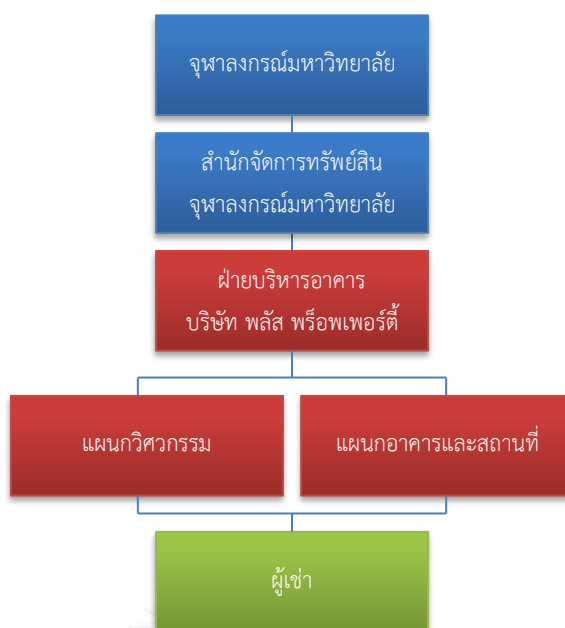 จุฬาลงกรณ์มหาวิทยาลัย
สำนักจัดการทรัพย์สิน
จุฬาลงกรณ์มหาวิทยาลัย
ฝ่ายบริหารอาคาร
บริษัท พลัส พร็อพเพอร์ตี้
แผนกวิศวกรรม
แผนกอาคารและสถานที่
ผู้เช่า